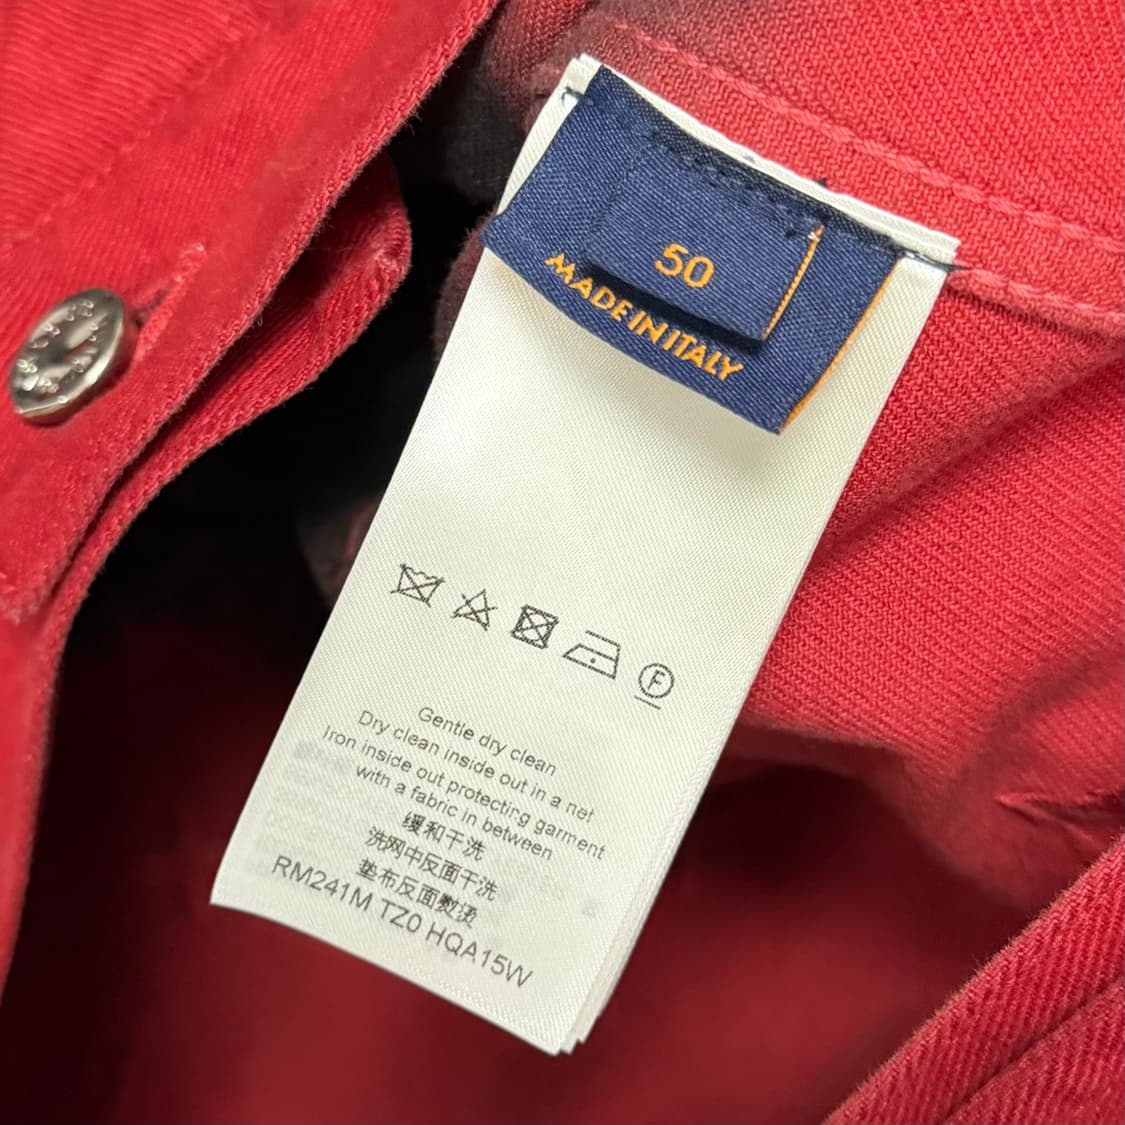 50
MADE IN ITALY
F
Gentle dry clean
Dry clean inside out in a net
Iron inside out protecting garment
with a fabric in between
缓和干洗
洗网中反面干洗
垫布反面熨烫
RM241M TZ0 HQA15W